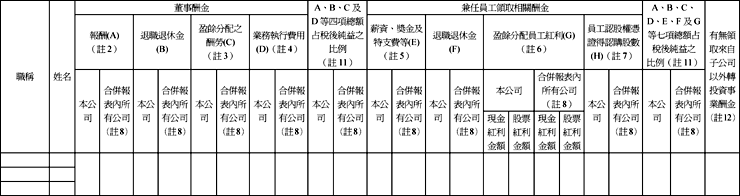 職稱
姓名
董事酬金
報酬(A)
(註2)
本公司
合併報表內所有公司(註8)
退職退休金
(B)
本公司
合併報表內所有公司(註8)
盈餘分配之
酬勞(C)
(註3)
本公司
合併報表內所有公司(註8)
業務執行費用
(D) (註4)
本公司
合併報表內所有公司(註8)
A、B、C及
D等四項總額
占稅後純益之
比例
(註11)
本公司
合併報表內所有公司(註8)
兼任員工領取相關酬金
薪資、獎金及
特支費等(E)
(註5)
本公司
合併報表內所有公司(註8)
退職退休金
(F)
本公司
合併報表內所有公司(註8)
盈餘分配員工紅利(G)
(註6)
本公司
現金
紅利
金額
股票
紅利
金額
合併報表內
所有公司
(註8)
現金
紅利
金額
股票
紅利
金額
員工認股權憑
證得認購股數
(H) (註7)
本公司
合併報表內所有公司(註8)
A、B、C、
D、E、F及G
等七項總額占
稅後純益之
比例(註11)
本公司
合併報表內所有公司(註8)
有無領
取來自
子公司
以外轉
投資事
業酬金
(註12)